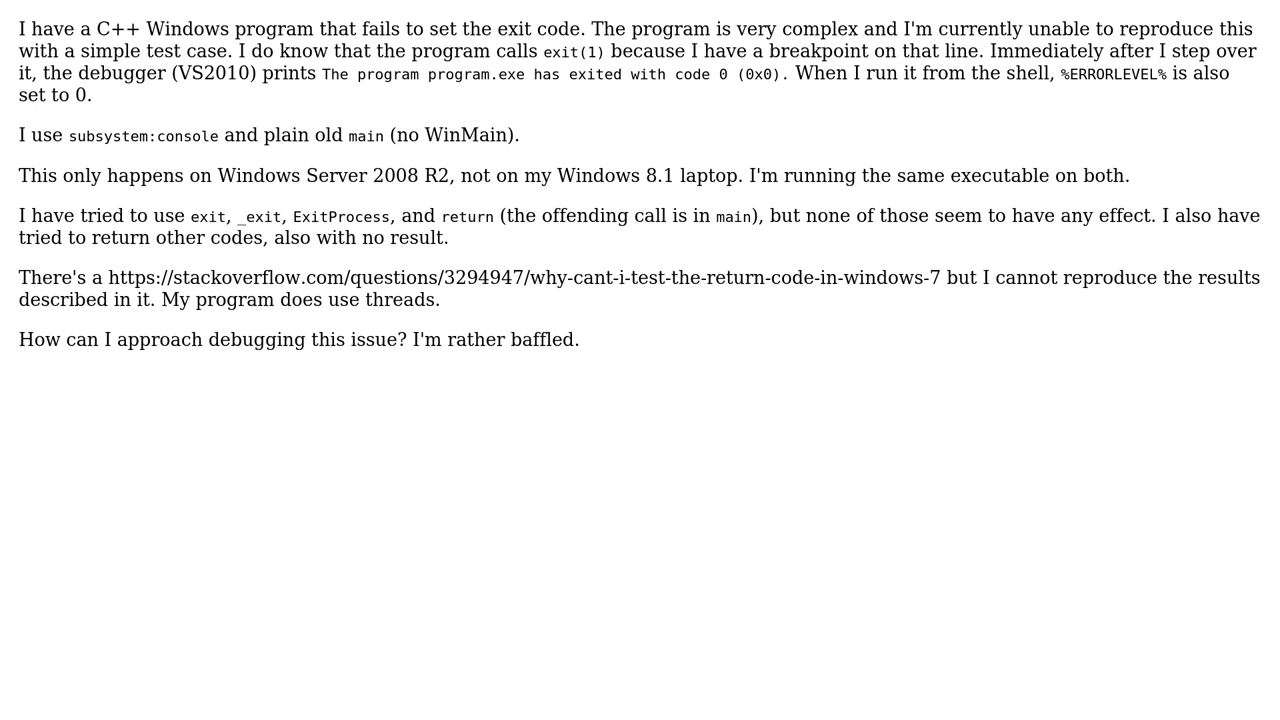 I have a C++ Windows program that fails to set the exit code. The program is very complex and I'm currently unable to reproduce this
with a simple test case. I do know that the program calls exit(1) because I have a breakpoint on that line. Immediately after I step over
it, the debugger (VS2010) prints The program program.exe has exited with code 0 (0x0). When I run it from the shell, %ERRORLEVEL% is also
set to 0.
I use subsystem:console and plain old main (no WinMain).
This only happens on Windows Server 2008 R2, not on my Windows 8.1 laptop. I'm running the same executable on both.
I have tried to use exit, _exit, ExitProcess, and return (the offending call is in main), but none of those seem to have any effect. I also have
tried to return other codes, also with no result.
There's a https://stackoverflow.com/questions/3294947/why-cant-i-test-the-return-code-in-windows-7 but I cannot reproduce the results
described in it. My program does use threads.
How can I approach debugging this issue? I'm rather baffled.